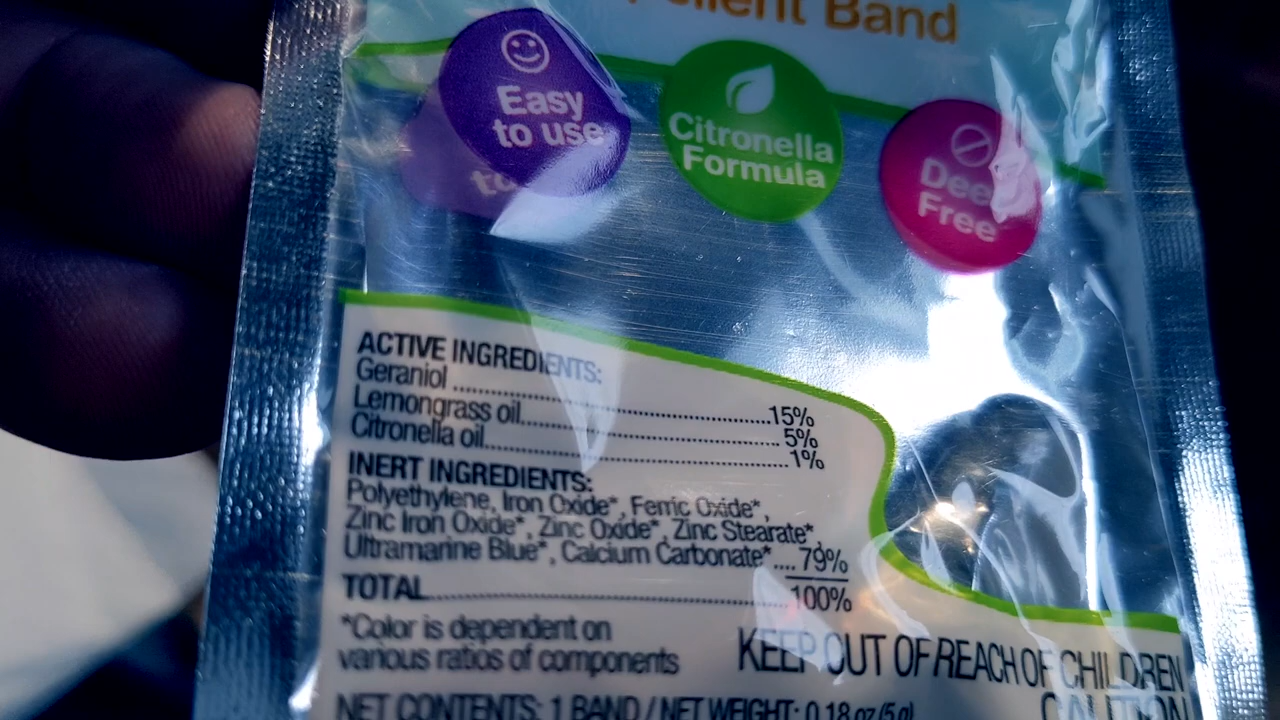 Band
Easy
to use
Citronella
Formula
Free
ACTIVE INGREDIENTS:
Geraniol ..................................................15%
Lemongrass oil..........................................5%
Citronella oil................................................1%
INERT INGREDIENTS:
Polyethylene, Iron Oxide*, Ferric Oxide*,
Zinc Iron Oxide*, Zinc Oxide*, Zinc Stearate*,
Ultramarine Blue*, Calcium Carbonate*.... 79%
TOTAL..........................................................100%
*Color is dependent on
various ratios of components
KEEP OUT OF REACH OF CHILDREN
CAUTION
NET CONTENTS: 1 BAND / NET WEIGHT: 0.18 oz (5g)